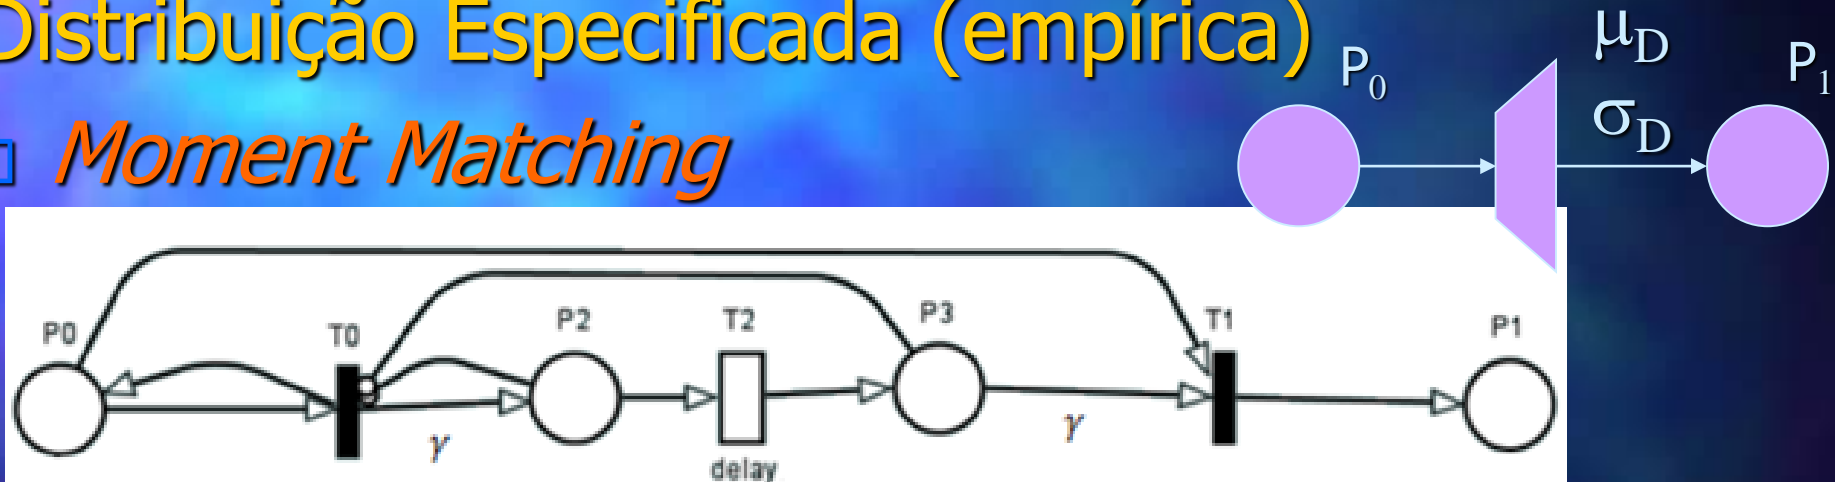 Distribuição Especificada (empírica)
Moment Matching
P0
μD
σD
P1
P0
T0
P2
T2
P3
T1
P1
γ
γ
delay